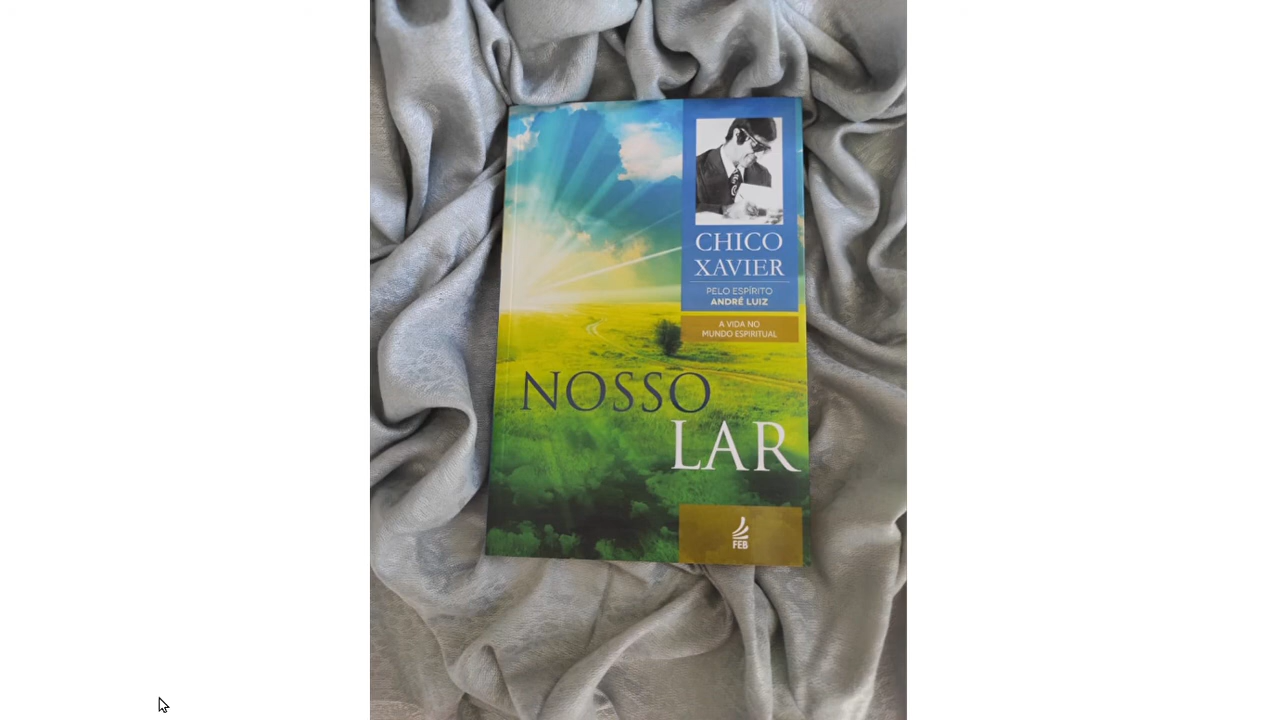 CHICO
XAVIER
PELO ESPÍRITO
ANDRÉ LUIZ
A VIDA NO
MUNDO ESPIRITUAL
NOSSO
LAR
FEB